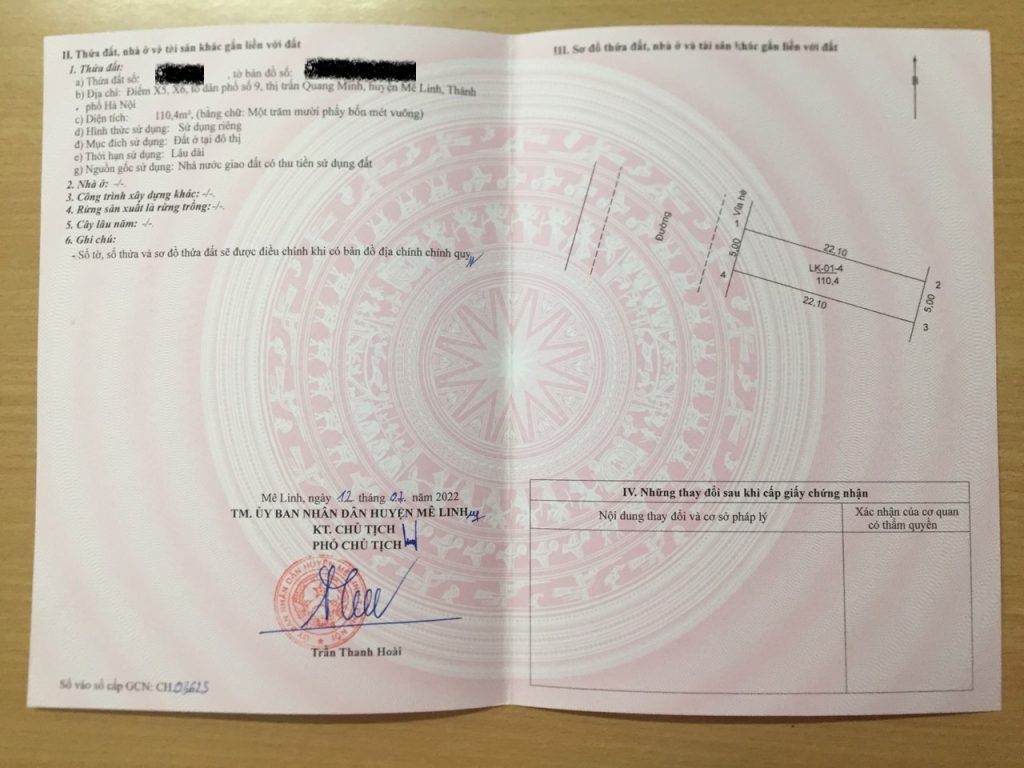 II. Thửa đất, nhà ở và tài sản khác gắn liền với đất
1. Thửa đất:
a) Thửa đất số: , tờ bản đồ số:
b) Địa chỉ: Điểm X5, X6, tổ dân phố số 9, thị trấn Quang Minh, huyện Mê Linh, Thành
phố Hà Nội
c) Diện tích: 110,4m², (bằng chữ: Một trăm mười phẩy bốn mét vuông)
d) Hình thức sử dụng: Sử dụng riêng
đ) Mục đích sử dụng: Đất ở tại đô thị
e) Thời hạn sử dụng: Lâu dài
g) Nguồn gốc sử dụng: Nhà nước giao đất có thu tiền sử dụng đất
2. Nhà ở: -/-.
3. Công trình xây dựng khác: -/-.
4. Rừng sản xuất là rừng trồng: -/-.
5. Cây lâu năm: -/-.
6. Ghi chú:
- Số tờ, số thửa và sơ đồ thửa đất sẽ được điều chỉnh khi có bản đồ địa chính chính quy
Mê Linh, ngày 12 tháng 07 năm 2022
TM. ỦY BAN NHÂN DÂN HUYỆN MÊ LINH
KT. CHỦ TỊCH
PHÓ CHỦ TỊCH
Trần Thanh Hoài
Số vào sổ cấp GCN: CH.03625
III. Sơ đồ thửa đất, nhà ở và tài sản khác gắn liền với đất
Đường
Vỉa hè
5,00
22,10
LK-01-4
110,4
22,10
4
2
5,00
3
IV. Những thay đổi sau khi cấp giấy chứng nhận
Nội dung thay đổi và cơ sở pháp lý
Xác nhận của cơ quan
có thẩm quyền